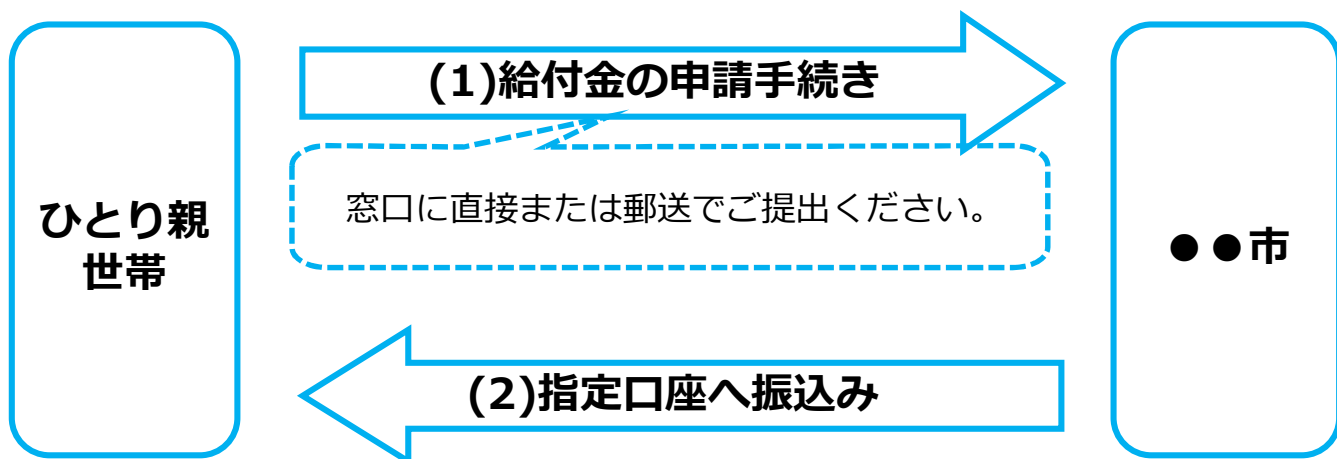 (1)給付金の申請手続き
窓口に直接または郵送でご提出ください。
ひとり親
世帯
●●市
(2)指定口座へ振込み